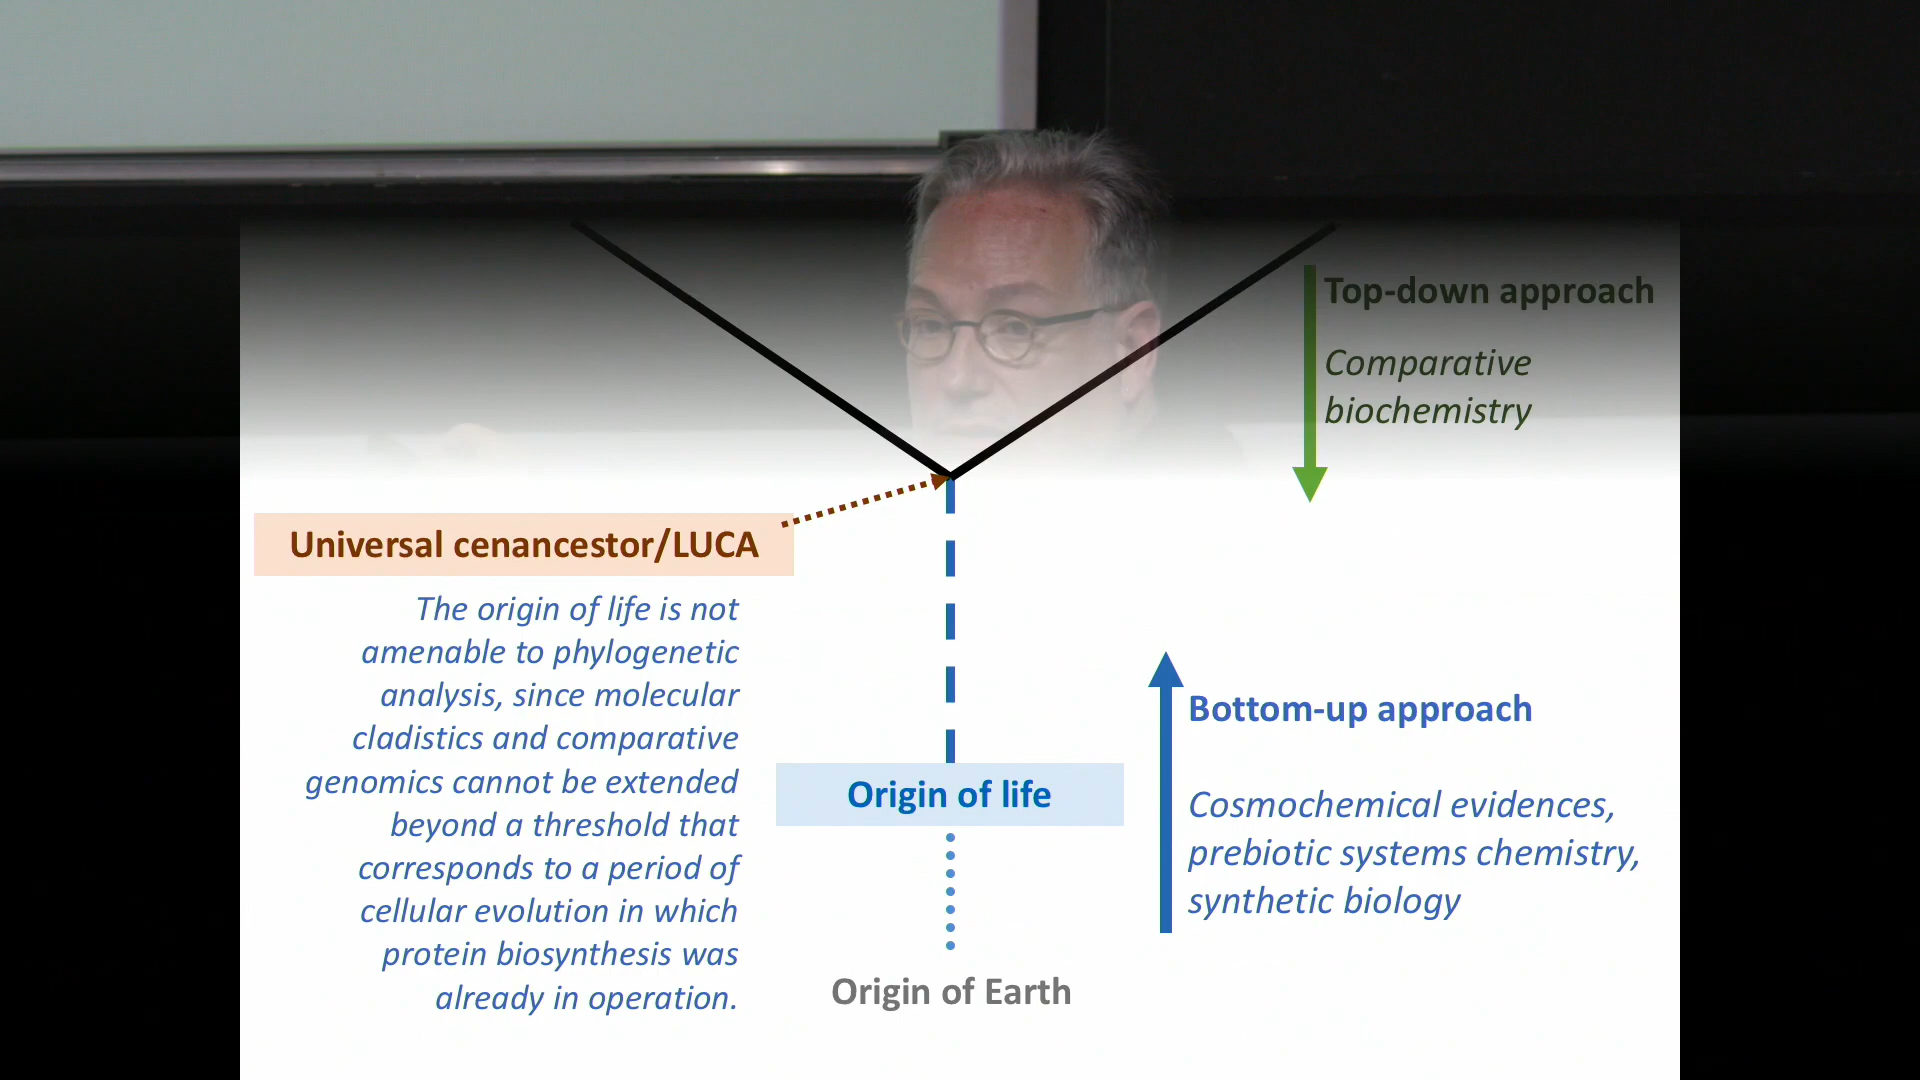 Top-down approach
Comparative
biochemistry
Universal cenancestor/LUCA
The origin of life is not
amenable to phylogenetic
analysis, since molecular
cladistics and comparative
genomics cannot be extended
beyond a threshold that
corresponds to a period of
cellular evolution in which
protein biosynthesis was
already in operation.
Bottom-up approach
Cosmochemical evidences,
prebiotic systems chemistry,
synthetic biology
Origin of life
Origin of Earth